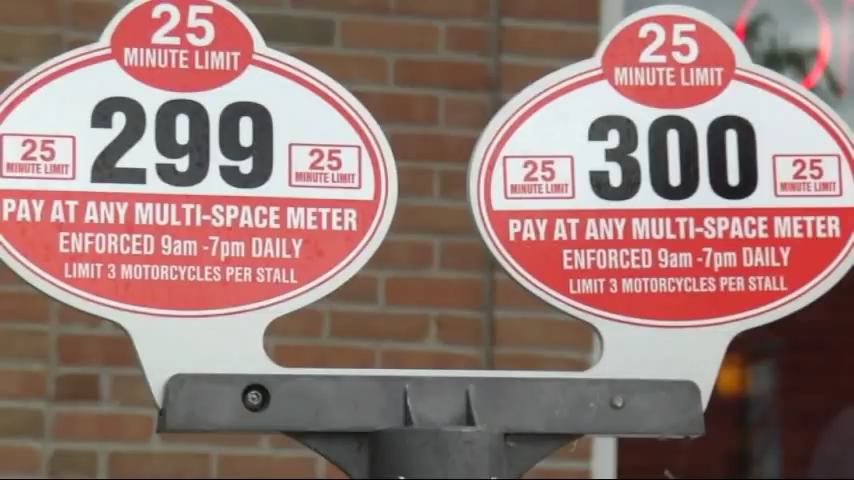 25
MINUTE LIMIT
299
25
MINUTE LIMIT
25
MINUTE LIMIT
PAY AT ANY MULTI-SPACE METER
ENFORCED 9am -7pm DAILY
LIMIT 3 MOTORCYCLES PER STALL
25
MINUTE LIMIT
300
25
MINUTE LIMIT
25
MINUTE LIMIT
PAY AT ANY MULTI-SPACE METER
ENFORCED 9am -7pm DAILY
LIMIT 3 MOTORCYCLES PER STALL